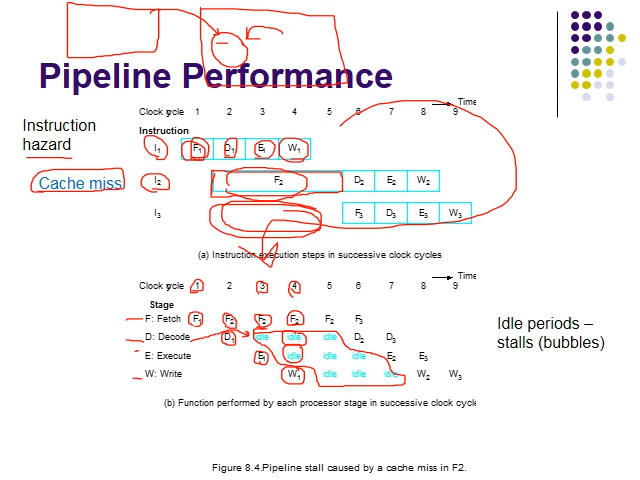 Pipeline Performance
Instruction
hazard
Cache miss
Time
Clock cycle 1 2 3 4 5 6 7 8 9
Instruction
I1 F1 D1 E1 W1
I2 F2 D2 E2 W2
I3 F3 D3 E3 W3
(a) Instruction execution steps in successive clock cycles
Time
Clock cycle 1 2 3 4 5 6 7 8 9
Stage
F: Fetch F1 F2 F2 F2 F2 F3
D: Decode D1 idle idle idle D2 D3
E: Execute E1 idle idle idle E2 E3
W: Write W1 idle idle idle W2 W3
(b) Function performed by each processor stage in successive clock cycle
Idle periods –
stalls (bubbles)
Figure 8.4.Pipeline stall caused by a cache miss in F2.